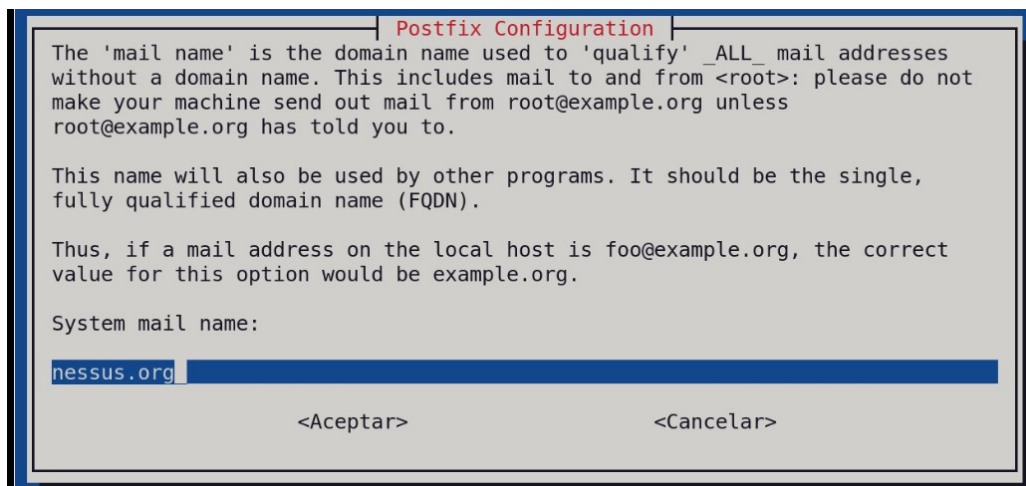 Postfix Configuration
The 'mail name' is the domain name used to 'qualify' _ALL_ mail addresses
without a domain name. This includes mail to and from <root>: please do not
make your machine send out mail from root@example.org unless
root@example.org has told you to.
This name will also be used by other programs. It should be the single,
fully qualified domain name (FQDN).
Thus, if a mail address on the local host is foo@example.org, the correct
value for this option would be example.org.
System mail name:
nessus.org
<Aceptar> <Cancelar>